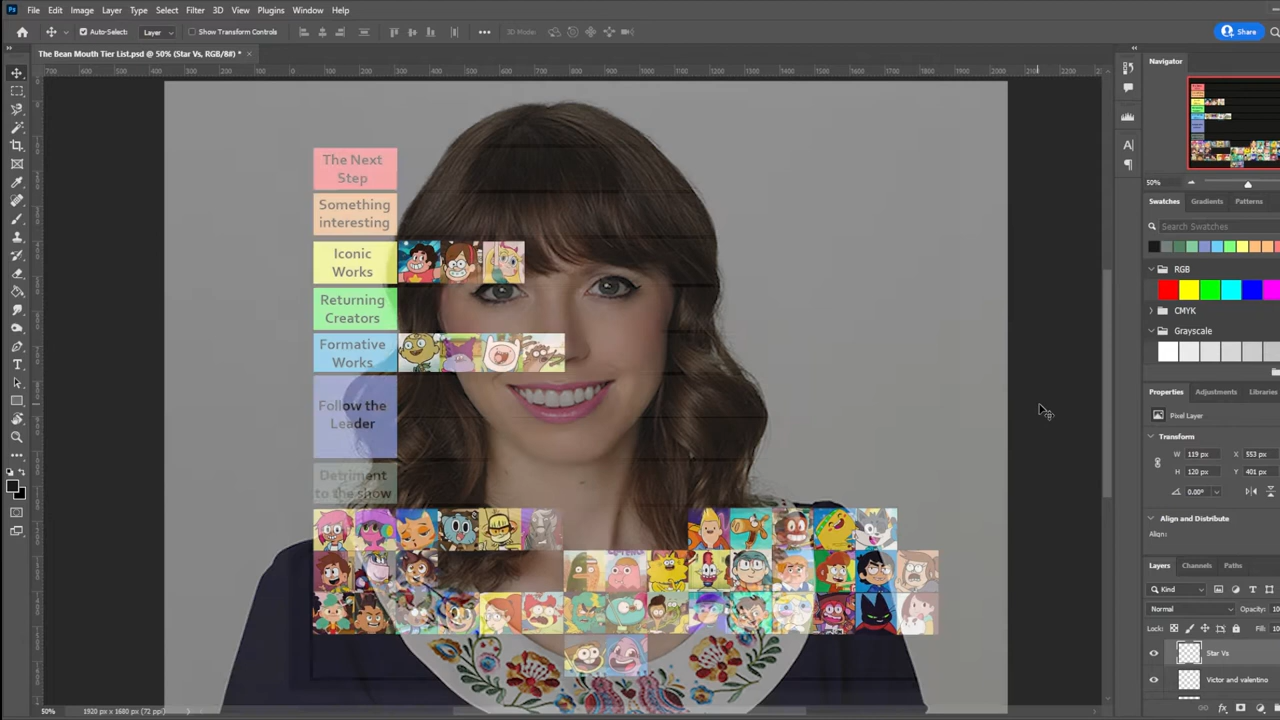 Ps File Edit Image Layer Type Select Filter 3D View Plugins Window Help
Auto-Select: Layer Show Transform Controls 3D Mode: Share
The Bean Mouth Tier List.psd @ 50% (Star Vs, RGB/8#) *
Navigator
50%
Swatches Gradients Patterns
Search Swatches
RGB
CMYK
Grayscale
The Next
Step
Something
interesting
Iconic
Works
Returning
Creators
Formative
Works
Follow the
Leader
Detriment
to the show
Properties Adjustments Libraries
Pixel Layer
Transform
W 119 px X 553 px
H 120 px Y 401 px
0.00°
Align and Distribute
Align:
Layers Channels Paths
Kind
Normal Opacity:
Lock: Fill:
Star Vs
Victor and valentino
50% 1920 px x 1680 px (72 ppi)